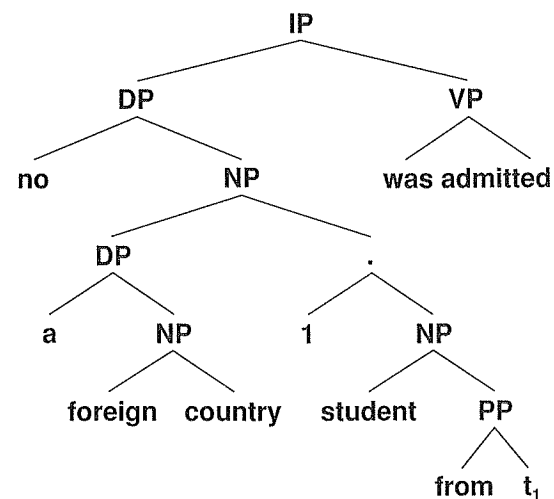 IP
DP VP
no NP was admitted
DP .
a NP 1 NP
foreign country student PP
from t₁